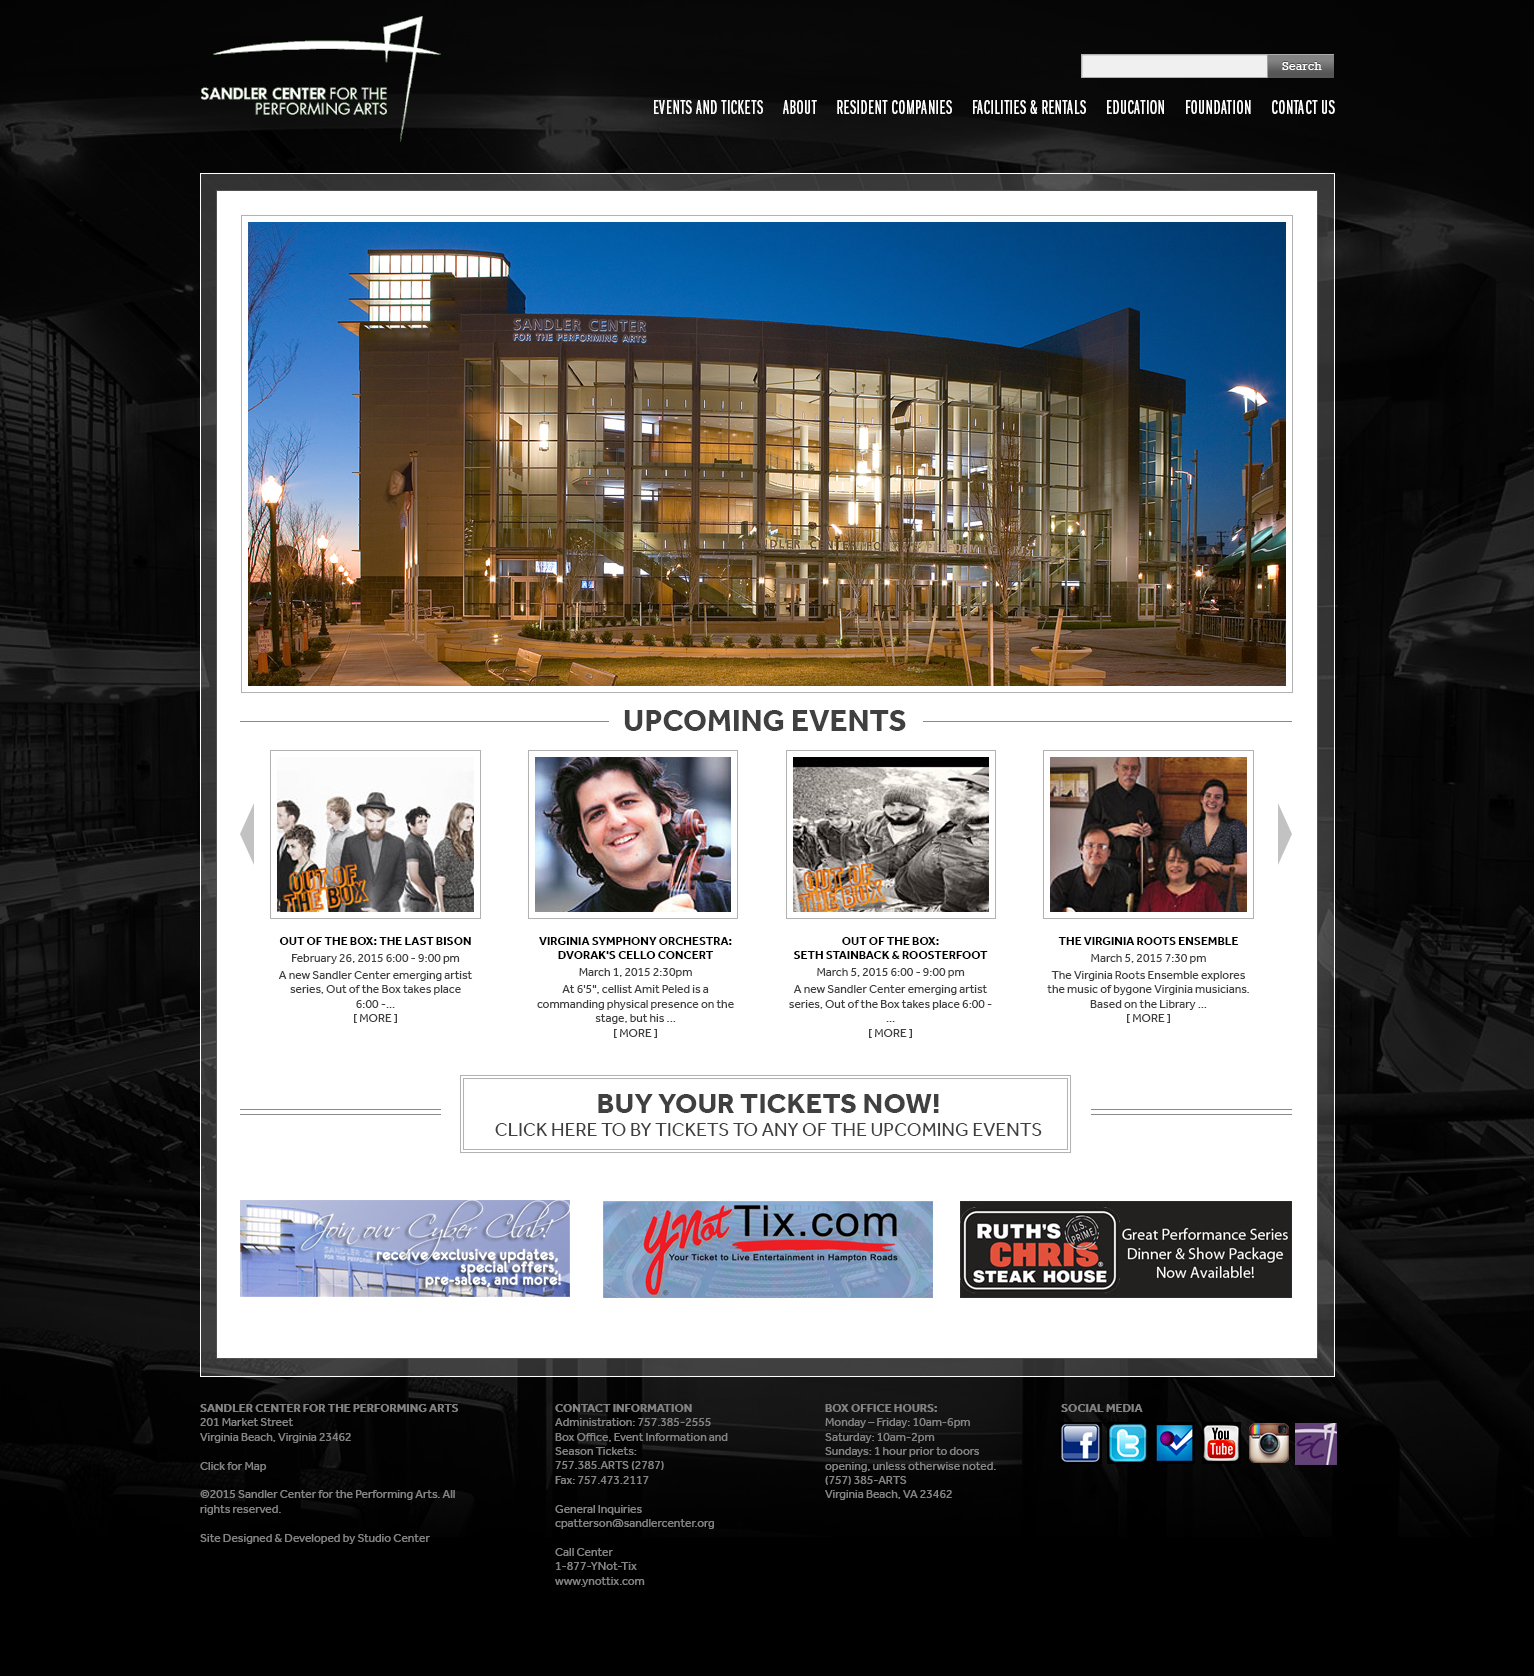 SANDLER CENTER FOR THE
PERFORMING ARTS
Search
EVENTS AND TICKETS ABOUT RESIDENT COMPANIES FACILITIES & RENTALS EDUCATION FOUNDATION CONTACT US
SANDLER CENTER
FOR THE PERFORMING ARTS
UPCOMING EVENTS
OUT OF
THE BOX
OUT OF
THE BOX
OUT OF THE BOX: THE LAST BISON
February 26, 2015 6:00 - 9:00 pm
A new Sandler Center emerging artist
series, Out of the Box takes place
6:00 -...
[ MORE ]
VIRGINIA SYMPHONY ORCHESTRA:
DVORAK'S CELLO CONCERT
March 1, 2015 2:30pm
At 6'5", cellist Amit Peled is a
commanding physical presence on the
stage, but his ...
[ MORE ]
OUT OF THE BOX:
SETH STAINBACK & ROOSTERFOOT
March 5, 2015 6:00 - 9:00 pm
A new Sandler Center emerging artist
series, Out of the Box takes place 6:00 -
...
[ MORE ]
THE VIRGINIA ROOTS ENSEMBLE
March 5, 2015 7:30 pm
The Virginia Roots Ensemble explores
the music of bygone Virginia musicians.
Based on the Library ...
[ MORE ]
BUY YOUR TICKETS NOW!
CLICK HERE TO BY TICKETS TO ANY OF THE UPCOMING EVENTS
Join our Cyber Club!
receive exclusive updates,
special offers,
pre-sales, and more!
yNot Tix.com
Your Ticket to Live Entertainment in Hampton Roads
RUTH'S
U.S. PRIME
CHRIS
STEAK HOUSE
Great Performance Series
Dinner & Show Package
Now Available!
SANDLER CENTER FOR THE PERFORMING ARTS
201 Market Street
Virginia Beach, Virginia 23462
Click for Map
©2015 Sandler Center for the Performing Arts. All
rights reserved.
Site Designed & Developed by Studio Center
CONTACT INFORMATION
Administration: 757.385-2555
Box Office, Event Information and
Season Tickets:
757.385.ARTS (2787)
Fax: 757.473.2117
General Inquiries
cpatterson@sandlercenter.org
Call Center
1-877-YNot-Tix
www.ynottix.com
BOX OFFICE HOURS:
Monday – Friday: 10am-6pm
Saturday: 10am-2pm
Sundays: 1 hour prior to doors
opening, unless otherwise noted.
(757) 385-ARTS
Virginia Beach, VA 23462
SOCIAL MEDIA
You
Tube